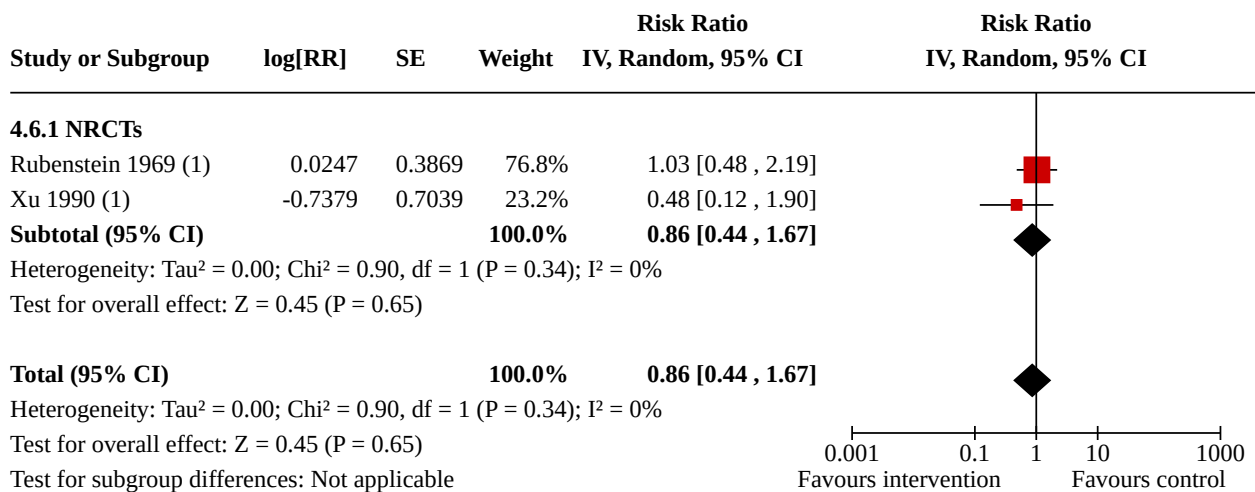 Risk Ratio Risk Ratio
Study or Subgroup log[RR] SE Weight IV, Random, 95% CI IV, Random, 95% CI
4.6.1 NRCTs
Rubenstein 1969 (1) 0.0247 0.3869 76.8% 1.03 [0.48 , 2.19]
Xu 1990 (1) -0.7379 0.7039 23.2% 0.48 [0.12 , 1.90]
Subtotal (95% CI) 100.0% 0.86 [0.44 , 1.67]
Heterogeneity: Tau² = 0.00; Chi² = 0.90, df = 1 (P = 0.34); I² = 0%
Test for overall effect: Z = 0.45 (P = 0.65)
Total (95% CI) 100.0% 0.86 [0.44 , 1.67]
Heterogeneity: Tau² = 0.00; Chi² = 0.90, df = 1 (P = 0.34); I² = 0%
Test for overall effect: Z = 0.45 (P = 0.65) 0.001 0.1 1 10 1000
Test for subgroup differences: Not applicable Favours intervention Favours control